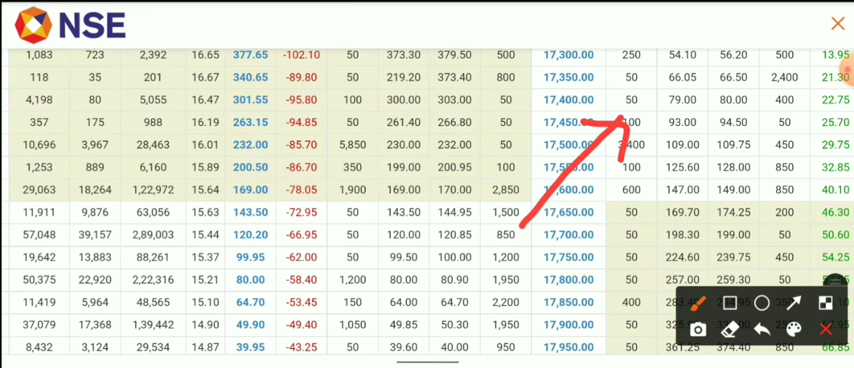 NSE
1,083 723 2,392 16.65 377.65 -102.10 50 373.30 379.50 500 17,300.00 250 54.10 56.20 500 13.95
118 35 201 16.67 340.65 -89.80 50 219.20 373.40 800 17,350.00 50 66.05 66.50 2,400 21.30
4,198 80 5,055 16.47 301.55 -95.80 100 300.00 303.00 50 17,400.00 50 79.00 80.00 400 22.75
357 175 988 16.19 263.15 -94.85 50 261.40 266.80 50 17,450.00 100 93.00 94.50 50 25.70
10,696 3,967 28,463 16.01 232.00 -85.70 5,850 230.00 232.00 50 17,500.00 3,400 109.00 109.75 450 29.75
1,253 889 6,160 15.89 200.50 -86.70 350 199.00 200.95 100 17,550.00 100 125.60 128.00 850 32.85
29,063 18,264 1,22,972 15.64 169.00 -78.05 1,900 169.00 170.00 2,850 17,600.00 600 147.00 149.00 850 40.10
11,911 9,876 63,056 15.63 143.50 -72.95 50 143.50 144.95 1,500 17,650.00 50 169.70 174.25 200 46.30
57,048 39,157 2,89,003 15.44 120.20 -66.95 50 120.00 120.85 850 17,700.00 50 198.30 199.00 50 50.60
19,642 13,883 88,261 15.37 99.95 -62.00 50 99.50 100.00 1,200 17,750.00 50 224.60 239.75 450 54.25
50,375 22,920 2,22,316 15.21 80.00 -58.40 1,200 80.00 80.90 1,950 17,800.00 50 257.00 259.30 50
11,419 5,964 48,565 15.10 64.70 -53.45 150 64.00 64.70 2,200 17,850.00 400
37,079 17,368 1,39,442 14.90 49.90 -49.40 1,050 49.85 50.30 1,950 17,900.00 50
8,432 3,124 29,534 14.87 39.95 -43.25 50 39.60 40.00 950 17,950.00 50 361.25 374.40 850 66.85